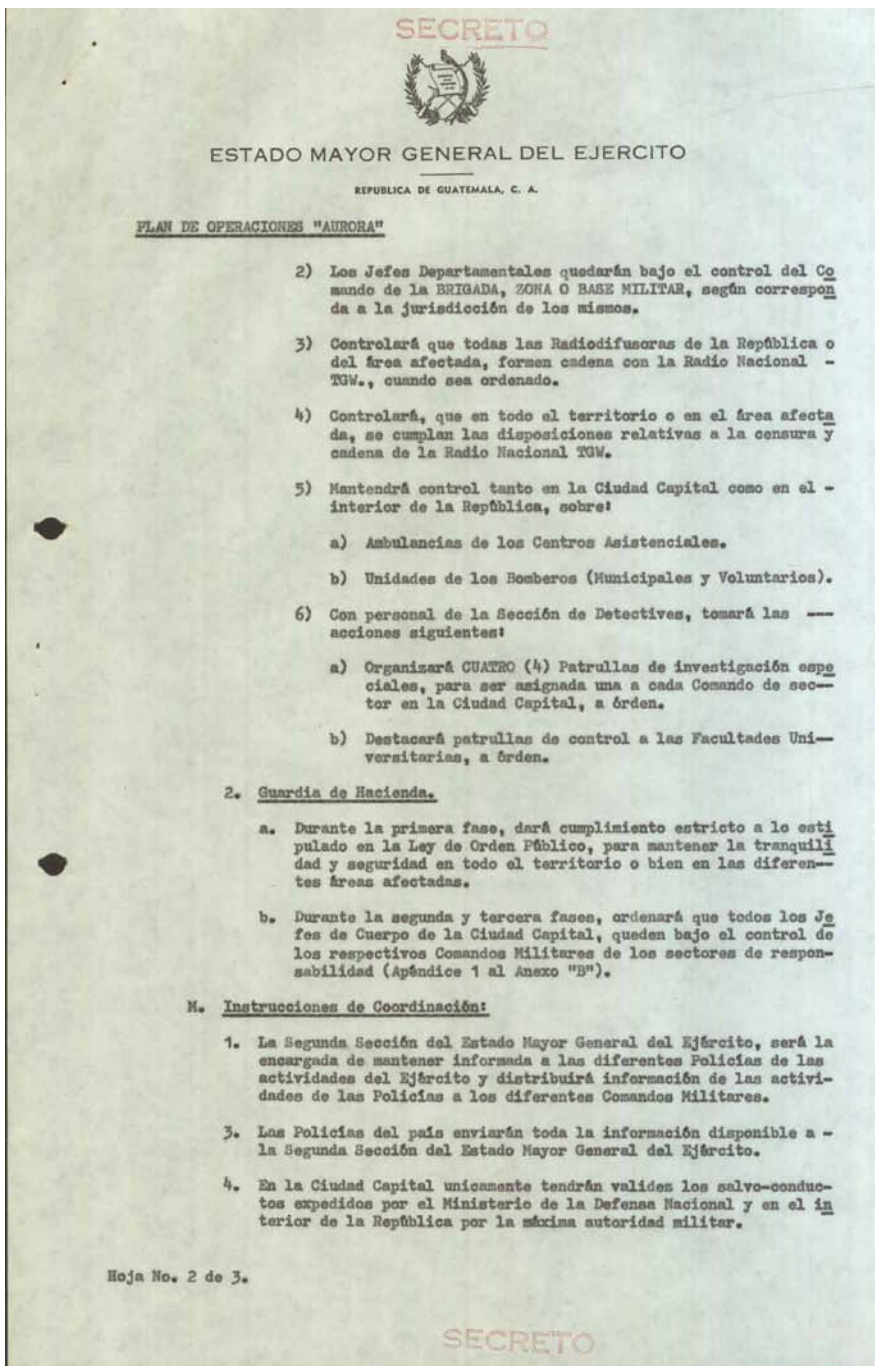 SECRETO
ESTADO MAYOR GENERAL DEL EJERCITO
REPUBLICA DE GUATEMALA, C. A.
PLAN DE OPERACIONES "AURORA"
2) Los Jefes Departamentales quedarán bajo el control del Co
mando de la BRIGADA, ZONA O BASE MILITAR, según correspon
da a la jurisdicción de los mismos.
3) Controlará que todas las Radiodifusoras de la República o
del área afectada, formen cadena con la Radio Nacional -
TGW., cuando sea ordenado.
4) Controlará, que en todo el territorio o en el área afecta
da, se cumplan las disposiciones relativas a la censura y
cadena de la Radio Nacional TGW.
5) Mantendrá control tanto en la Ciudad Capital como en el -
interior de la República, sobre:
a) Ambulancias de los Centros Asistenciales.
b) Unidades de los Bomberos (Municipales y Voluntarios).
6) Con personal de la Sección de Detectives, tomará las ---
acciones siguientes:
a) Organizará CUATRO (4) Patrullas de investigación espe
ciales, para ser asignada una a cada Comando de sec--
tor en la Ciudad Capital, a órden.
b) Destacará patrullas de control a las Facultades Uni--
versitarias, a órden.
2. Guardia de Hacienda.
a. Durante la primera fase, dará cumplimiento estricto a lo esti
pulado en la Ley de Orden Público, para mantener la tranquili
dad y seguridad en todo el territorio o bien en las diferen--
tes áreas afectadas.
b. Durante la segunda y tercera fases, ordenará que todos los Je
fes de Cuerpo de la Ciudad Capital, queden bajo el control de
los respectivos Comandos Militares de los sectores de respon-
sabilidad (Apéndice 1 al Anexo "B").
M. Instrucciones de Coordinación:
1. La Segunda Sección del Estado Mayor General del Ejército, será la
encargada de mantener informada a las diferentes Policías de las
actividades del Ejército y distribuirá información de las activi-
dades de las Policías a los diferentes Comandos Militares.
3. Las Policías del país enviarán toda la información disponible a -
la Segunda Sección del Estado Mayor General del Ejército.
4. En la Ciudad Capital unicamente tendrán validez los salvo-conduc-
tos expedidos por el Ministerio de la Defensa Nacional y en el in
terior de la República por la máxima autoridad militar.
Hoja No. 2 de 3.
SECRETO